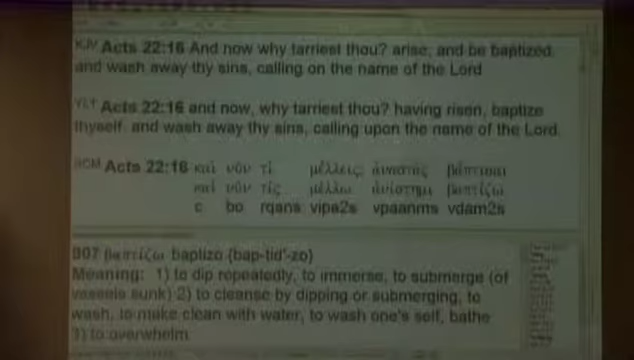 KJV Acts 22:16 And now why tarriest thou? arise, and be baptized,
and wash away thy sins, calling on the name of the Lord
YLT Acts 22:16 and now, why tarriest thou? having risen, baptize
thyself, and wash away thy sins, calling upon the name of the Lord
Acts 22:16 καὶ νῦν τί μέλλεις; ἀναστὰς βάπτισαι
καί νῦν τίς μέλλω ἀνίστημι βαπτίζω
c bo rqans vipa2s vpaanms vdam2s
907 βαπτίζω baptizo {bap-tid'-zo}
Meaning: 1) to dip repeatedly, to immerse, to submerge (of
vessels sunk) 2) to cleanse by dipping or submerging, to
wash, to make clean with water, to wash one's self, bathe
3) to overwhelm